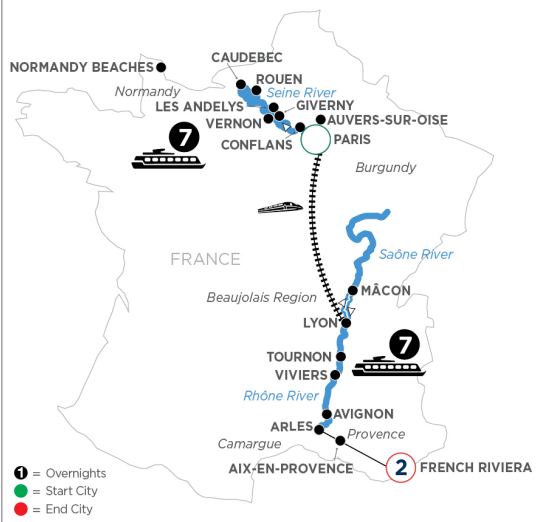 CAUDEBEC
NORMANDY BEACHES
ROUEN
Normandy
Seine River
LES ANDELYS
GIVERNY
VERNON
AUVERS-SUR-OISE
7
CONFLANS
PARIS
Burgundy
FRANCE
Saône River
Beaujolais Region
MÂCON
LYON
7
TOURNON
VIVIERS
Rhône River
AVIGNON
ARLES
Provence
Camargue
AIX-EN-PROVENCE
2 FRENCH RIVIERA
1 = Overnights
= Start City
= End City